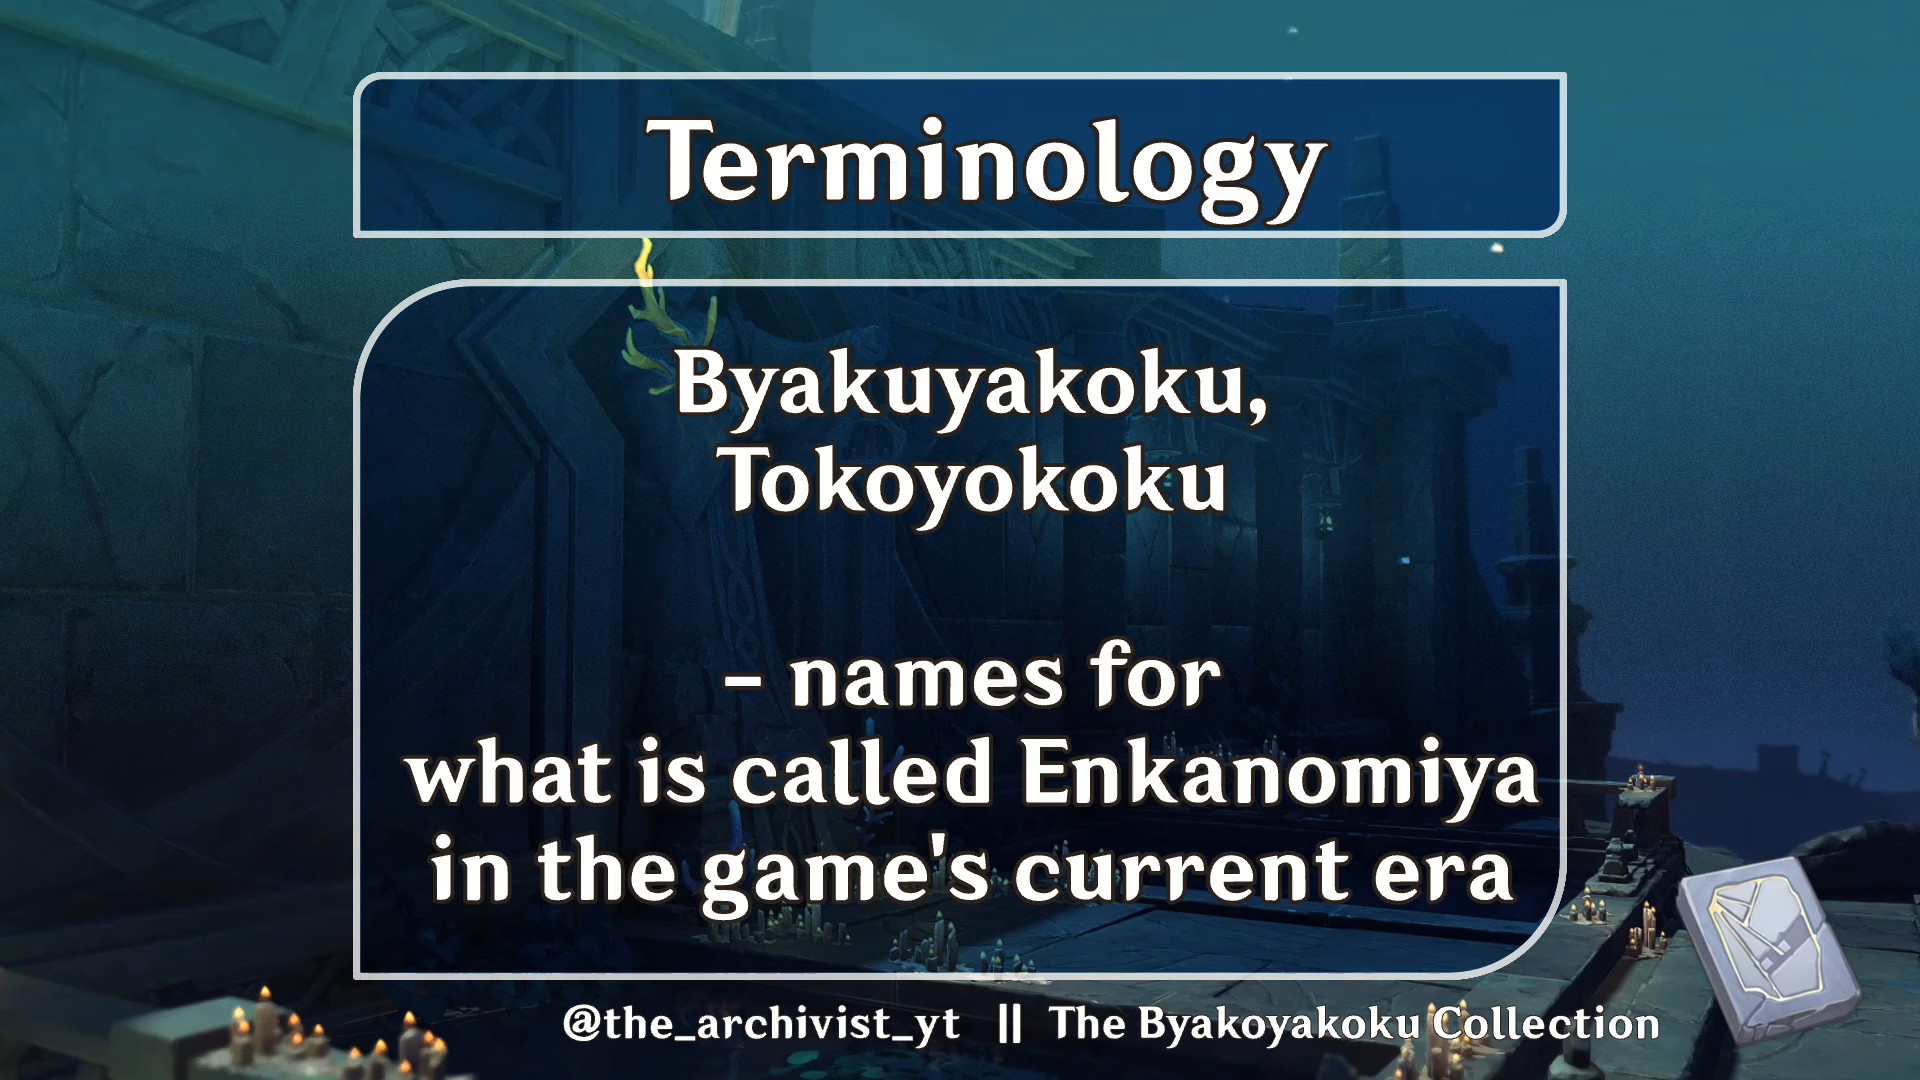 Terminology
Byakuyakoku,
Tokoyokoku
– names for
what is called Enkanomiya
in the game's current era
@the_archivist_yt || The Byakoyakoku Collection